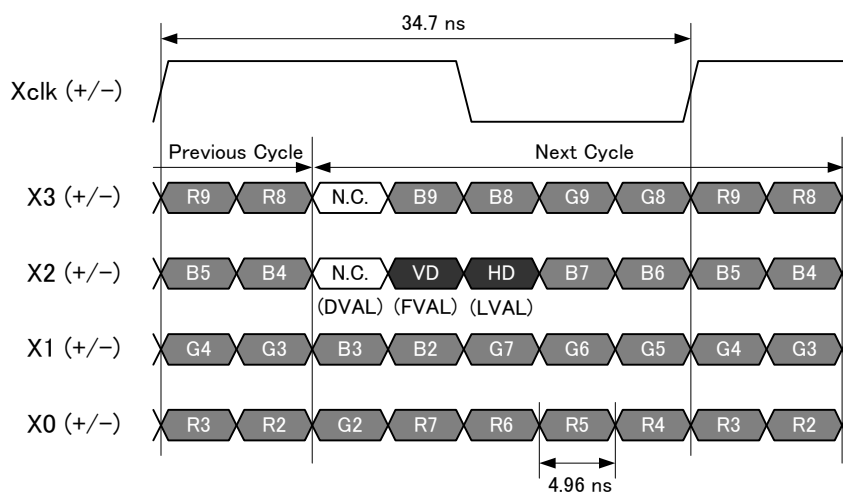 34.7 ns
Xclk (+/−)
Previous Cycle Next Cycle
X3 (+/−) R9 R8 N.C. B9 B8 G9 G8 R9 R8
X2 (+/−) B5 B4 N.C. VD HD B7 B6 B5 B4
(DVAL) (FVAL) (LVAL)
X1 (+/−) G4 G3 B3 B2 G7 G6 G5 G4 G3
X0 (+/−) R3 R2 G2 R7 R6 R5 R4 R3 R2
4.96 ns